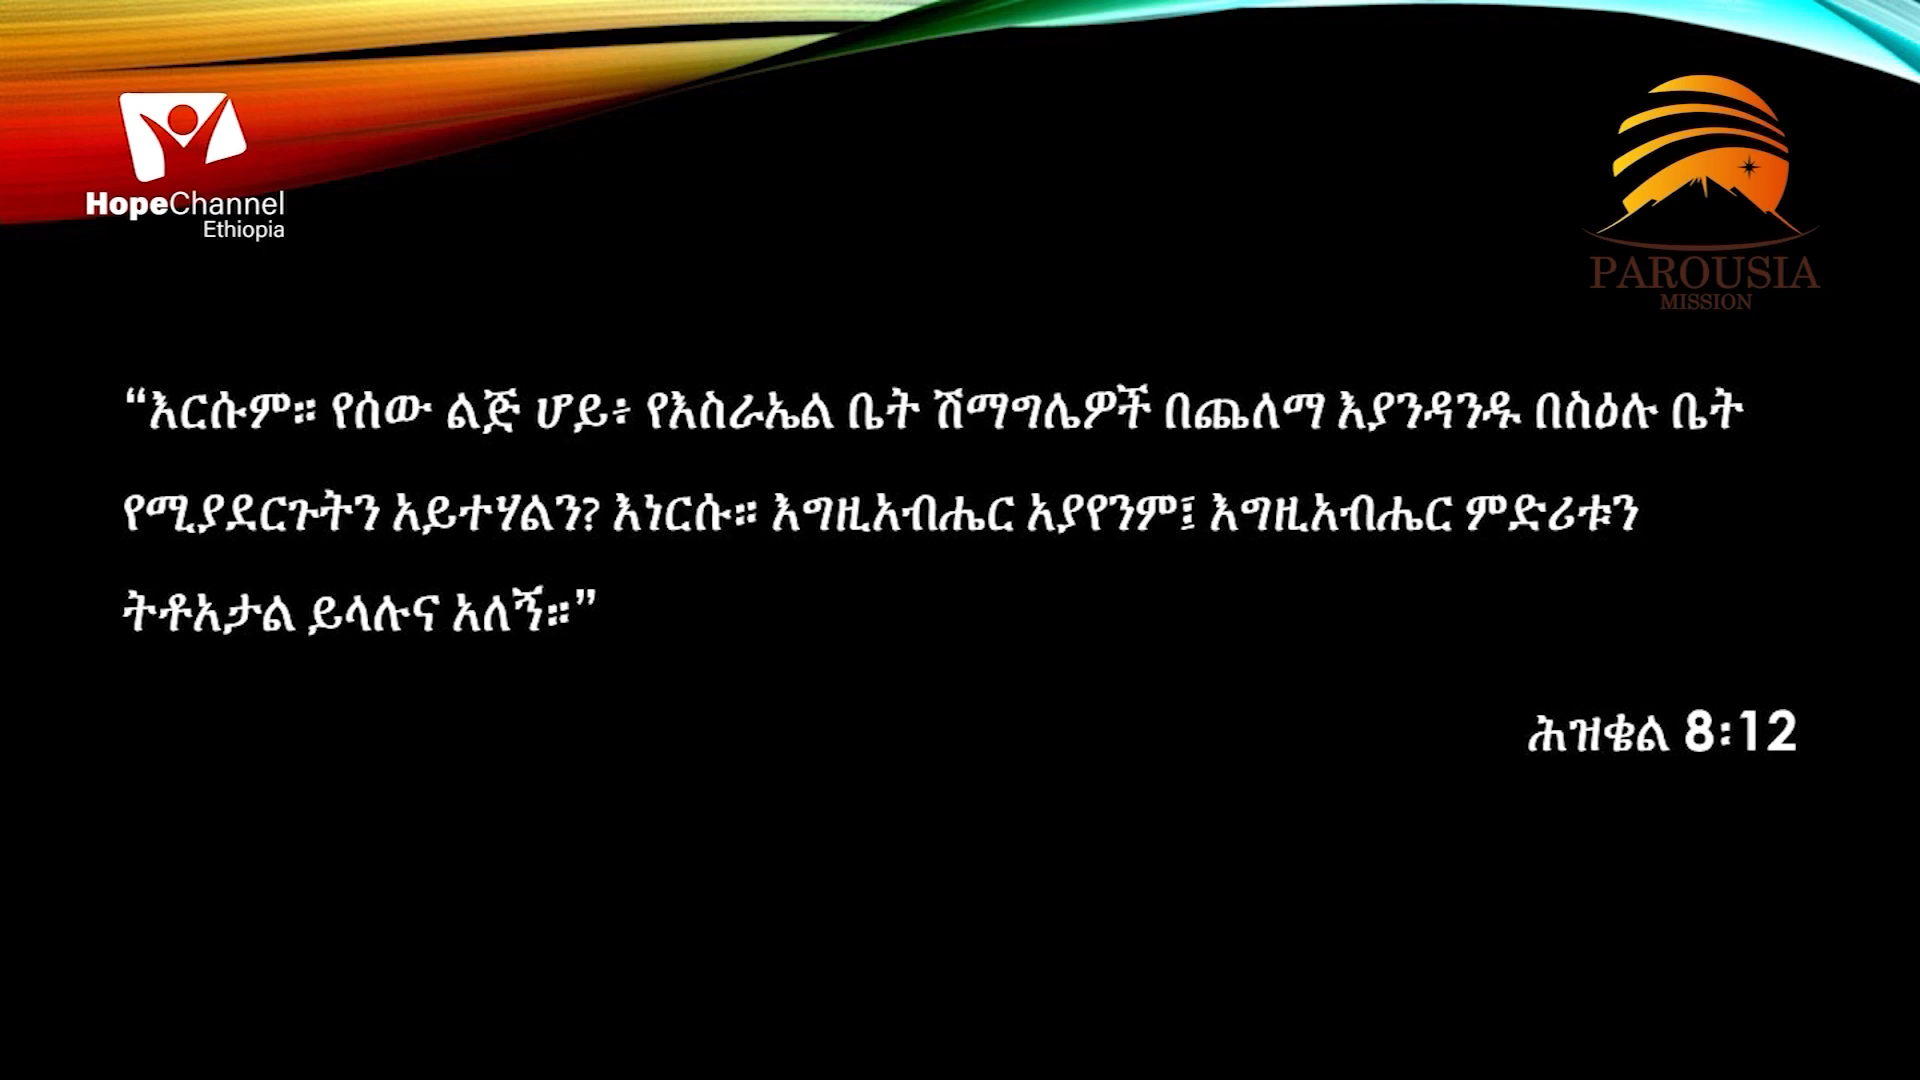 HopeChannel
Ethiopia
PAROUSIA
MISSION
“እርሱም። የሰው ልጅ ሆይ፥ የእስራኤል ቤት ሽማግሌዎች በጨለማ እያንዳንዱ በስዕሉ ቤት
የሚያደርጉትን አይተሃልን? እነርሱ። እግዚአብሔር አያየንም፤ እግዚአብሔር ምድሪቱን
ትቶአታል ይላሉና አለኝ።”
ሕዝቄል 8፡12